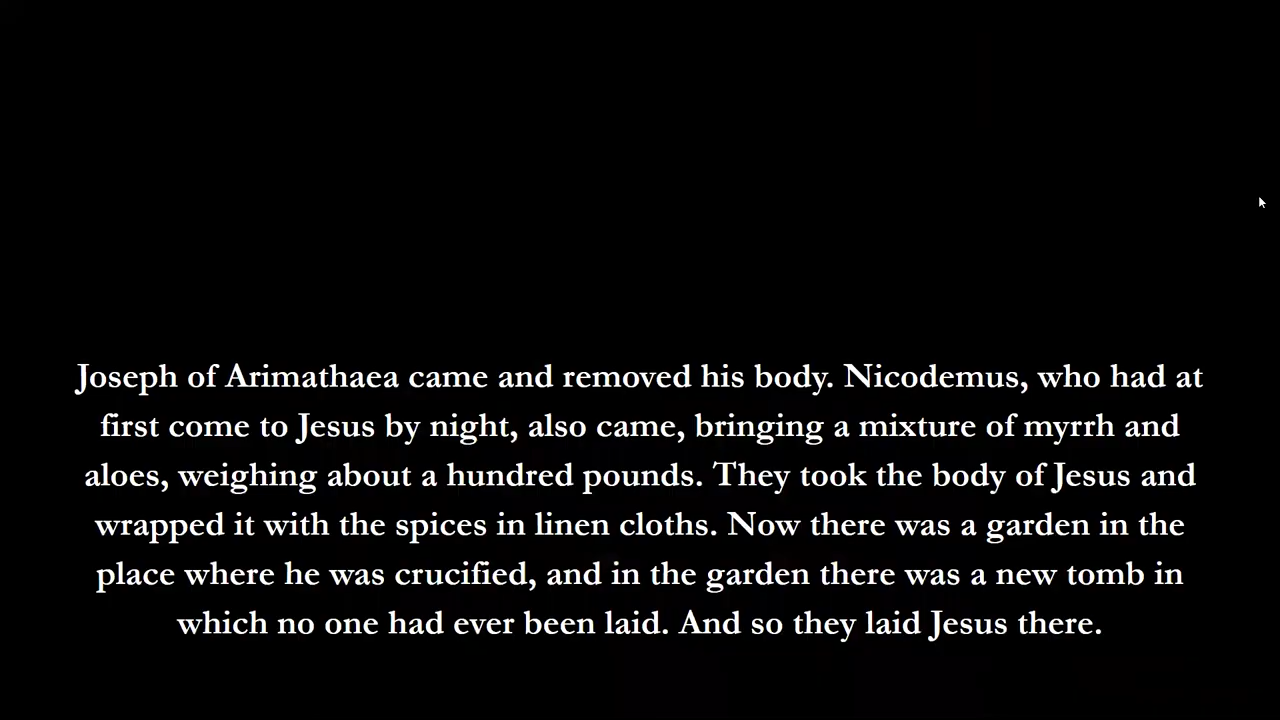 Joseph of Arimathaea came and removed his body. Nicodemus, who had at
first come to Jesus by night, also came, bringing a mixture of myrrh and
aloes, weighing about a hundred pounds. They took the body of Jesus and
wrapped it with the spices in linen cloths. Now there was a garden in the
place where he was crucified, and in the garden there was a new tomb in
which no one had ever been laid. And so they laid Jesus there.